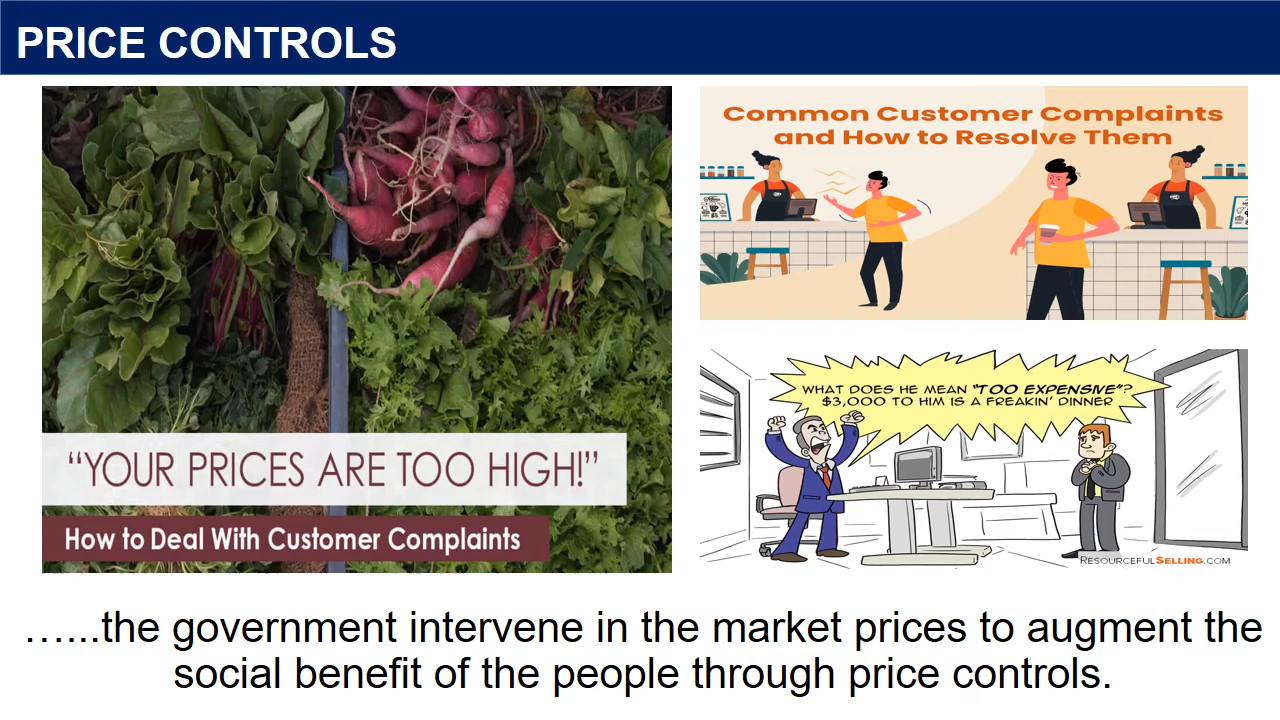 PRICE CONTROLS
“YOUR PRICES ARE TOO HIGH!”
How to Deal With Customer Complaints
Common Customer Complaints
and How to Resolve Them
WHAT DOES HE MEAN "TOO EXPENSIVE"?
$3,000 TO HIM IS A FREAKIN' DINNER
RESOURCEFULSELLING.COM
…...the government intervene in the market prices to augment the
social benefit of the people through price controls.